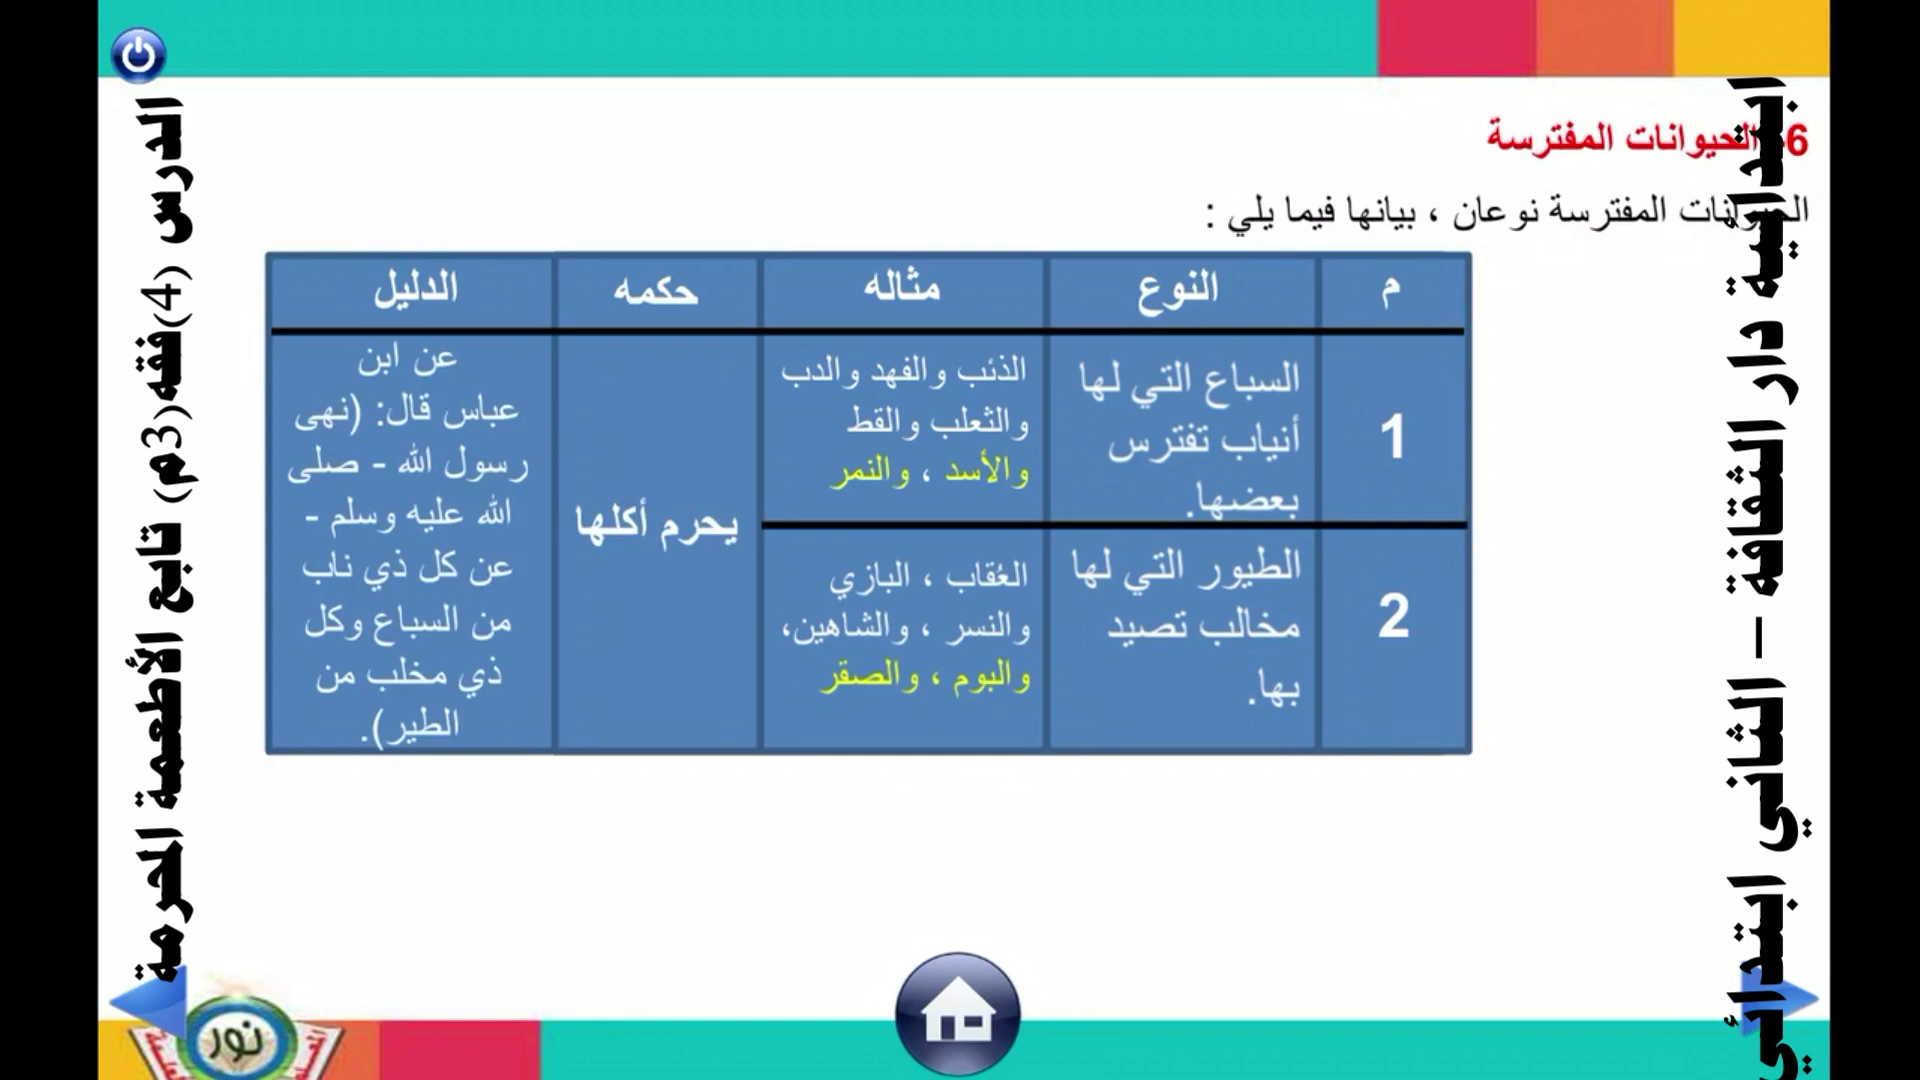 6- الحيوانات المفترسة
الحيوانات المفترسة نوعان ، بيانها فيما يلي :
م
النوع
مثاله
حكمه
الدليل
1
السباع التي لها
أنياب تفترس
بعضها.
الذئب والفهد والدب
والثعلب والقط
والأسد ، والنمر
يحرم أكلها
عن ابن
عباس قال: (نهى
رسول الله - صلى
الله عليه وسلم -
عن كل ذي ناب
من السباع وكل
ذي مخلب من
الطير).
2
الطيور التي لها
مخالب تصيد
بها.
العُقاب ، البازي
والنسر ، والشاهين،
والبوم ، والصقر
ابتدائية دار الثقافة – الثاني ابتدائي
الدرس (4)فقه(3م) تابع الأطعمة المحرمة
نور